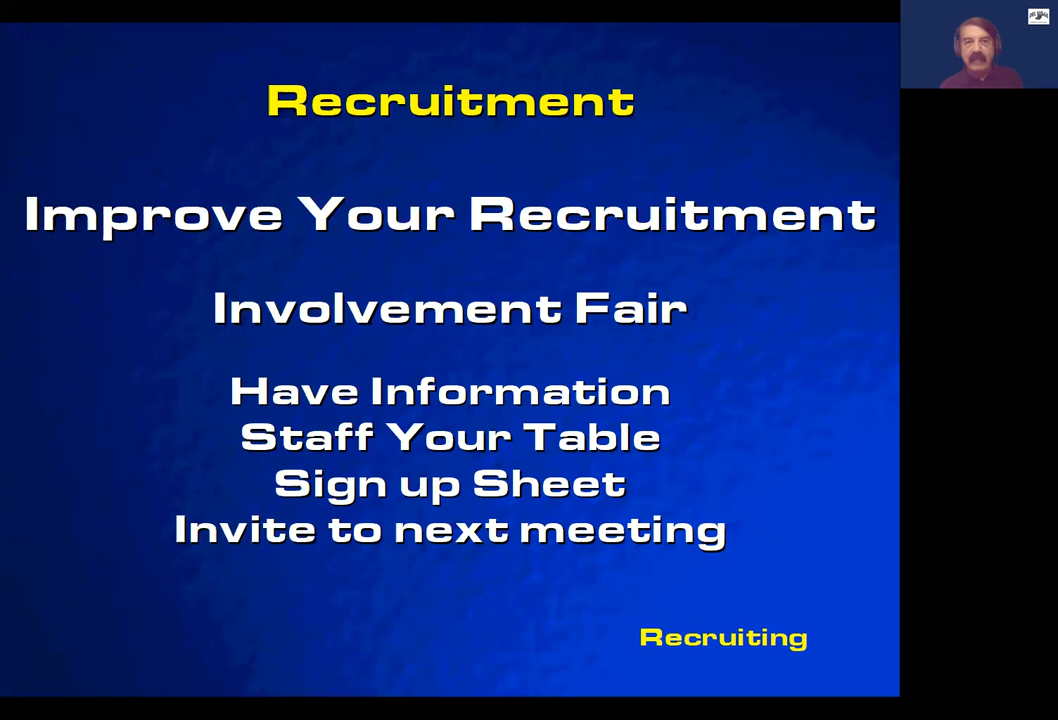 Recruitment
Improve Your Recruitment
Involvement Fair
Have Information
Staff Your Table
Sign up Sheet
Invite to next meeting
Recruiting